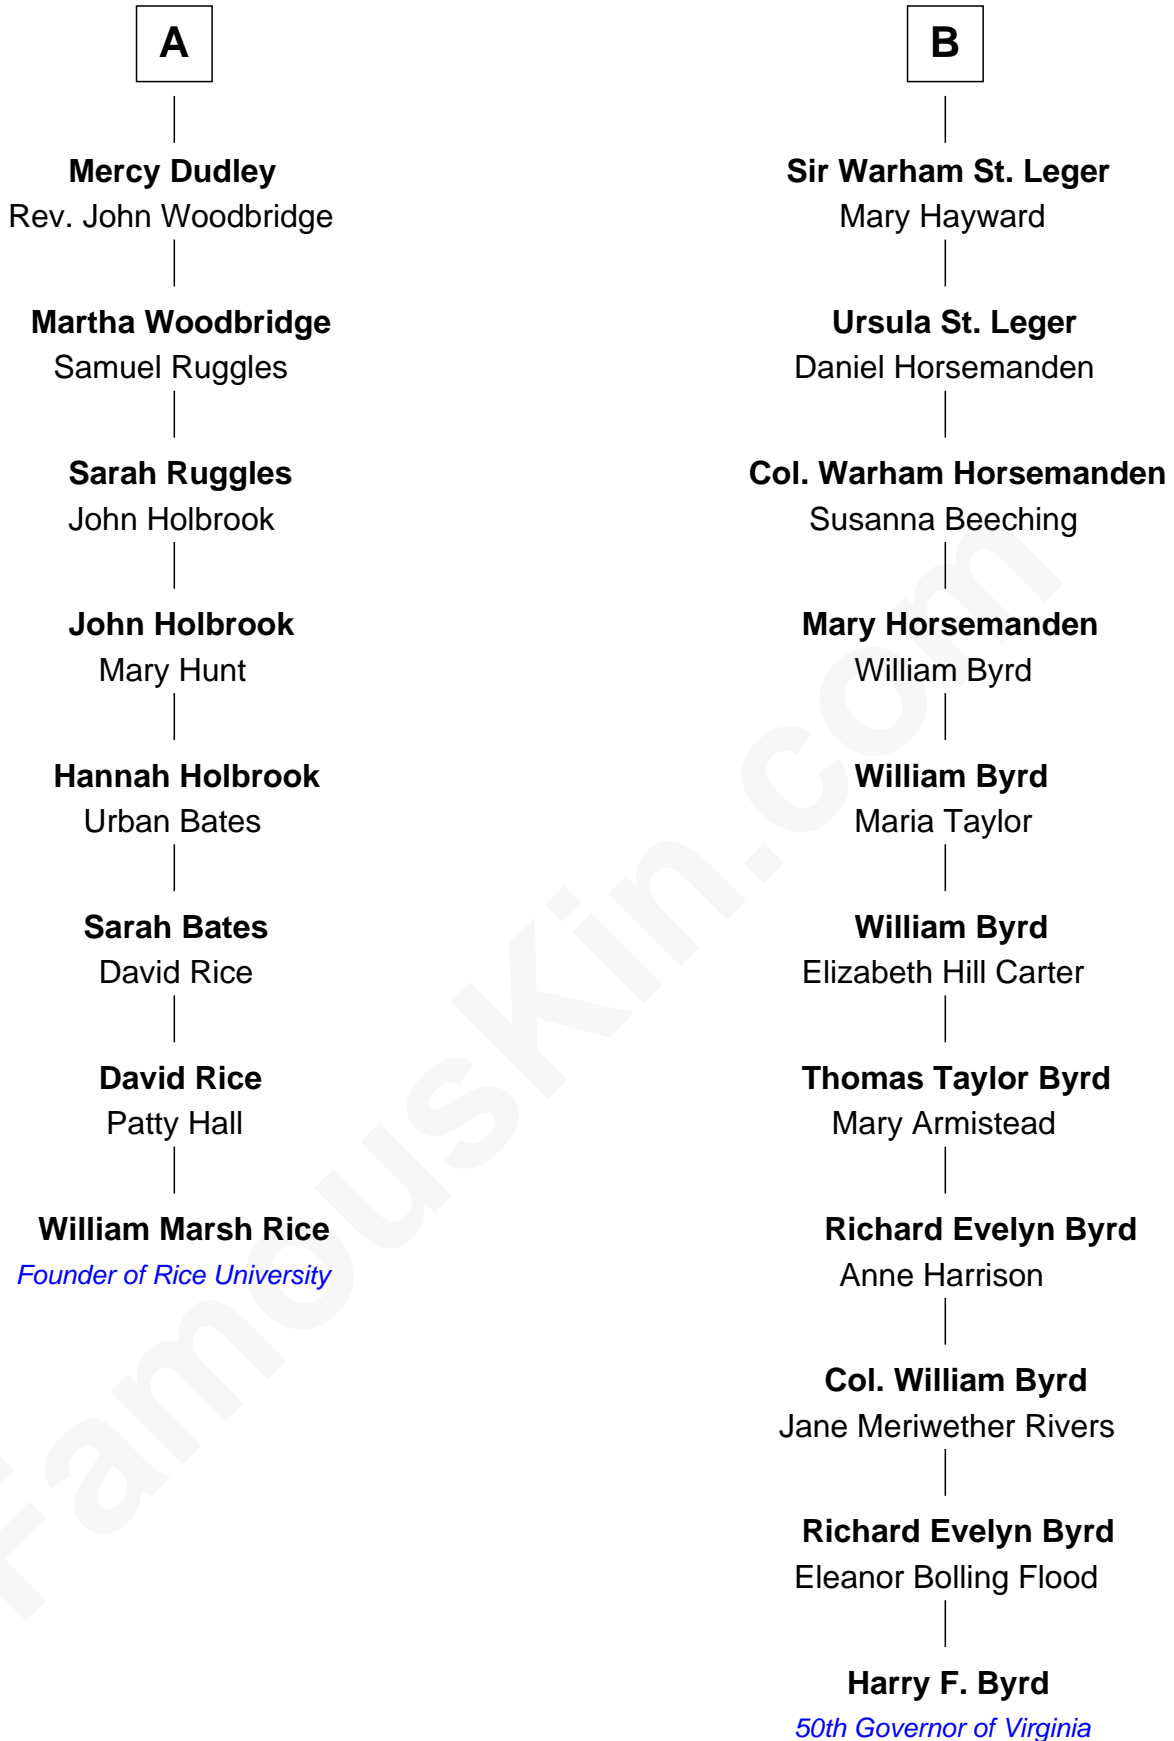 A
Mercy Dudley
Rev. John Woodbridge
Martha Woodbridge
Samuel Ruggles
Sarah Ruggles
John Holbrook
John Holbrook
Mary Hunt
Hannah Holbrook
Urban Bates
Sarah Bates
David Rice
David Rice
Patty Hall
William Marsh Rice
Founder of Rice University
B
Sir Warham St. Leger
Mary Hayward
Ursula St. Leger
Daniel Horsemanden
Col. Warham Horsemanden
Susanna Beeching
Mary Horsemanden
William Byrd
William Byrd
Maria Taylor
William Byrd
Elizabeth Hill Carter
Thomas Taylor Byrd
Mary Armistead
Richard Evelyn Byrd
Anne Harrison
Col. William Byrd
Jane Meriwether Rivers
Richard Evelyn Byrd
Eleanor Bolling Flood
Harry F. Byrd
50th Governor of Virginia
FamousKin.com